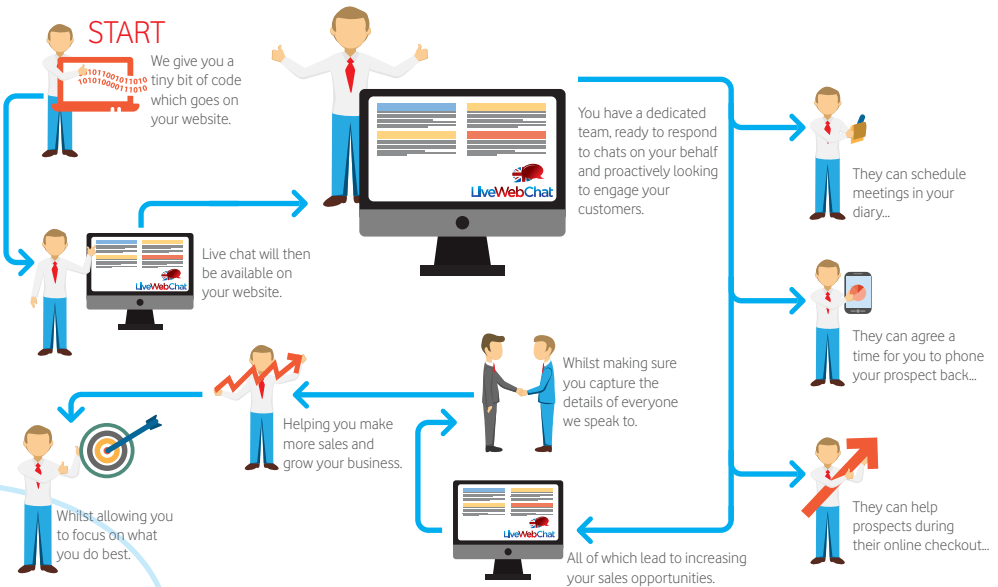 START
We give you a
tiny bit of code
which goes on
your website.
1011001011010
101010000111010
Live chat will then
be available on
your website.
LiveWebChat
LiveWebChat
You have a dedicated
team, ready to respond
to chats on your behalf
and proactively looking
to engage your
customers.
They can schedule
meetings in your
diary...
They can agree a
time for you to phone
your prospect back...
They can help
prospects during
their online checkout...
All of which lead to increasing
your sales opportunities.
LiveWebChat
Whilst making sure
you capture the
details of everyone
we speak to.
Helping you make
more sales and
grow your business.
Whilst allowing you
to focus on what
you do best.